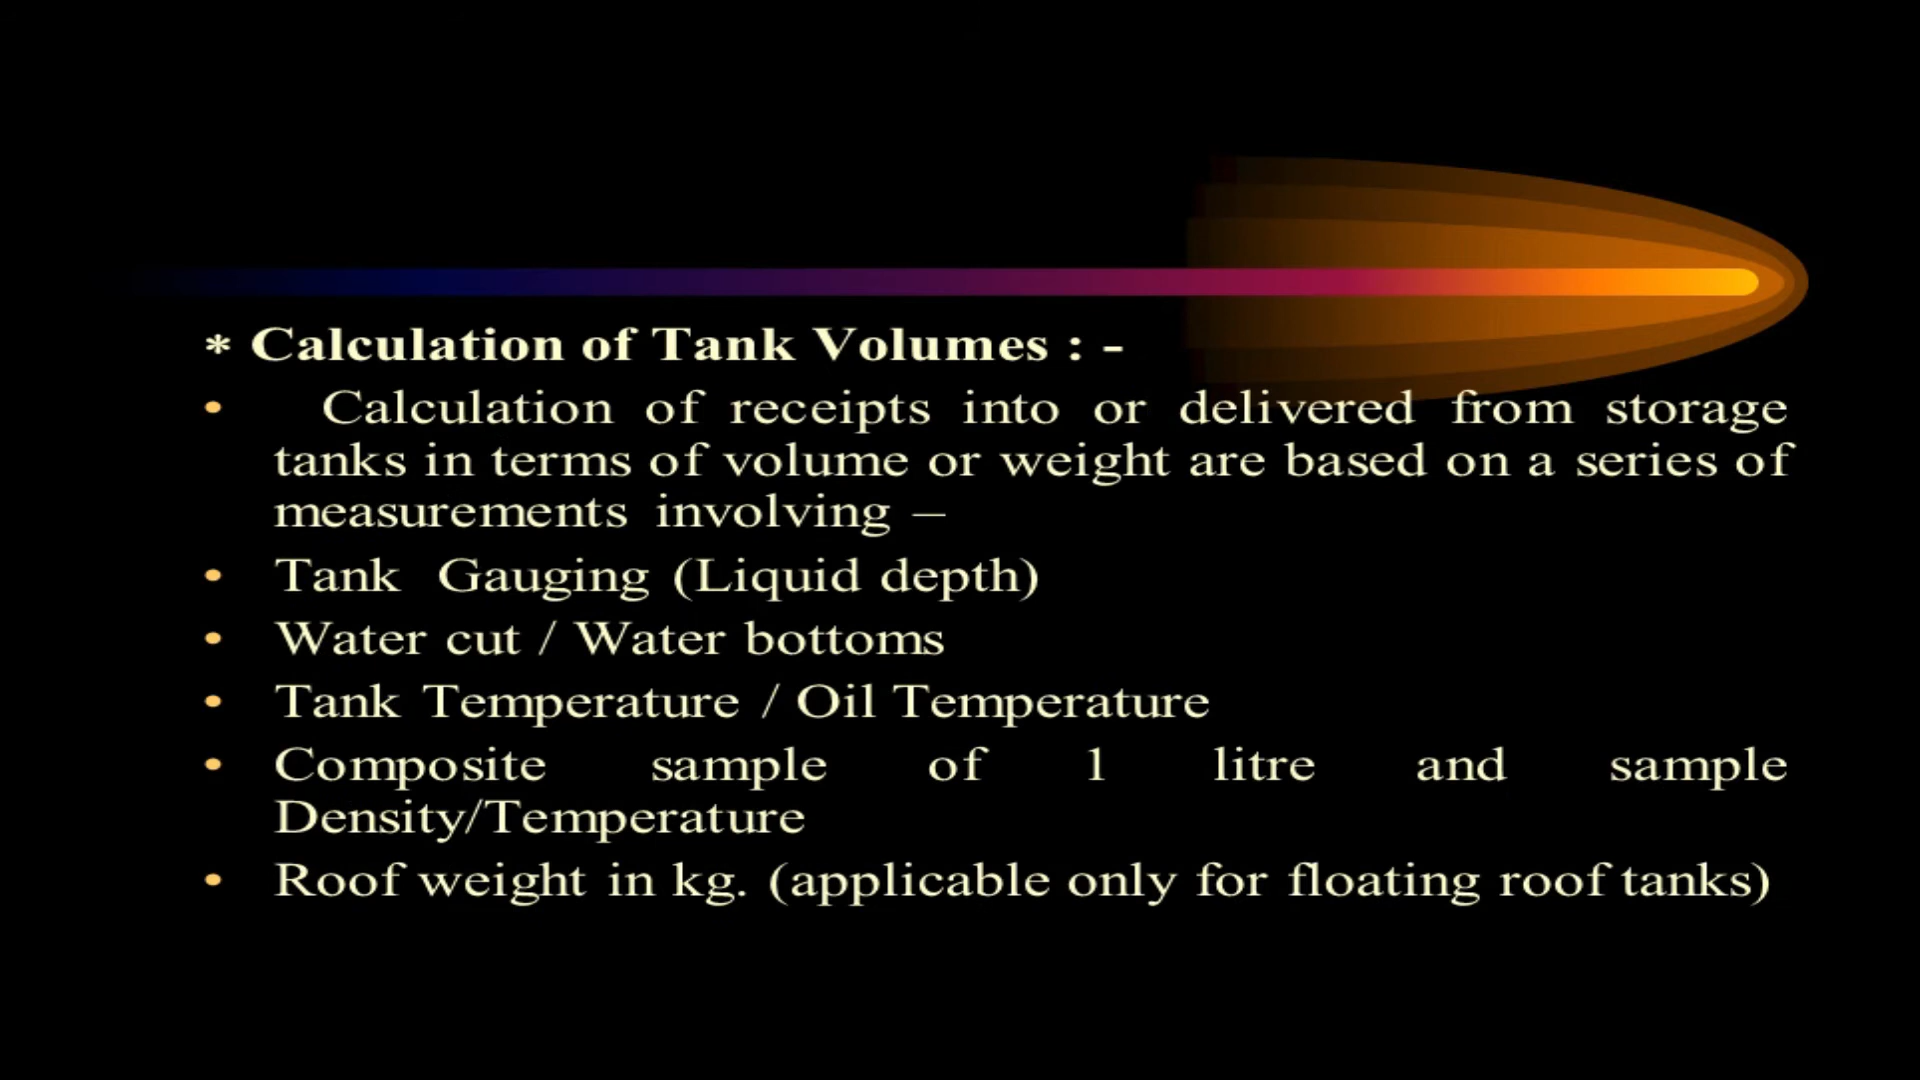 * Calculation of Tank Volumes : -
• Calculation of receipts into or delivered from storage
tanks in terms of volume or weight are based on a series of
measurements involving –
• Tank Gauging (Liquid depth)
• Water cut / Water bottoms
• Tank Temperature / Oil Temperature
• Composite sample of 1 litre and sample
Density/Temperature
• Roof weight in kg. (applicable only for floating roof tanks)